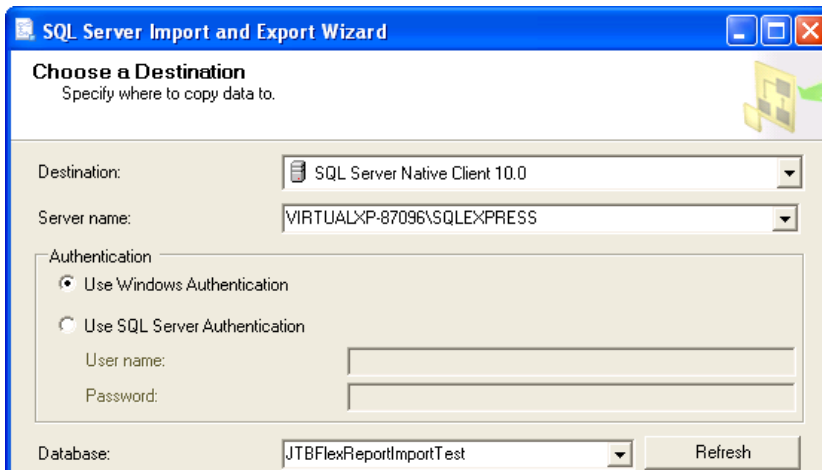 SQL Server Import and Export Wizard
Choose a Destination
Specify where to copy data to.
Destination: SQL Server Native Client 10.0
Server name: VIRTUALXP-87096\SQLEXPRESS
Authentication
Use Windows Authentication
Use SQL Server Authentication
User name:
Password:
Database: JTBFlexReportImportTest Refresh